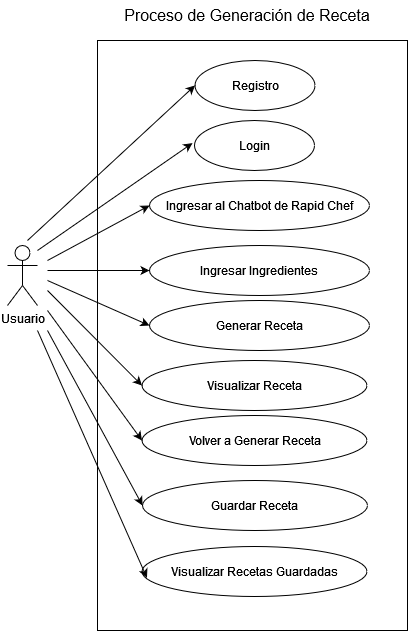 Proceso de Generación de Receta
Registro
Login
Ingresar al Chatbot de Rapid Chef
Ingresar Ingredientes
Usuario
Generar Receta
Visualizar Receta
Volver a Generar Receta
Guardar Receta
Visualizar Recetas Guardadas